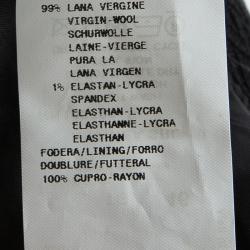 99% LANA VERGINE
VIRGIN-WOOL
SCHURWOLLE
LAINE-VIERGE
PURA LA
LANA VIRGEN
1% ELASTAN-LYCRA
SPANDEX
ELASTHAN-LYCRA
ELASTHANNE-LYCRA
ELASTHAN
FODERA/LINING/FORRO
DOUBLURE/FUTTERAL
100% CUPRO-RAYON